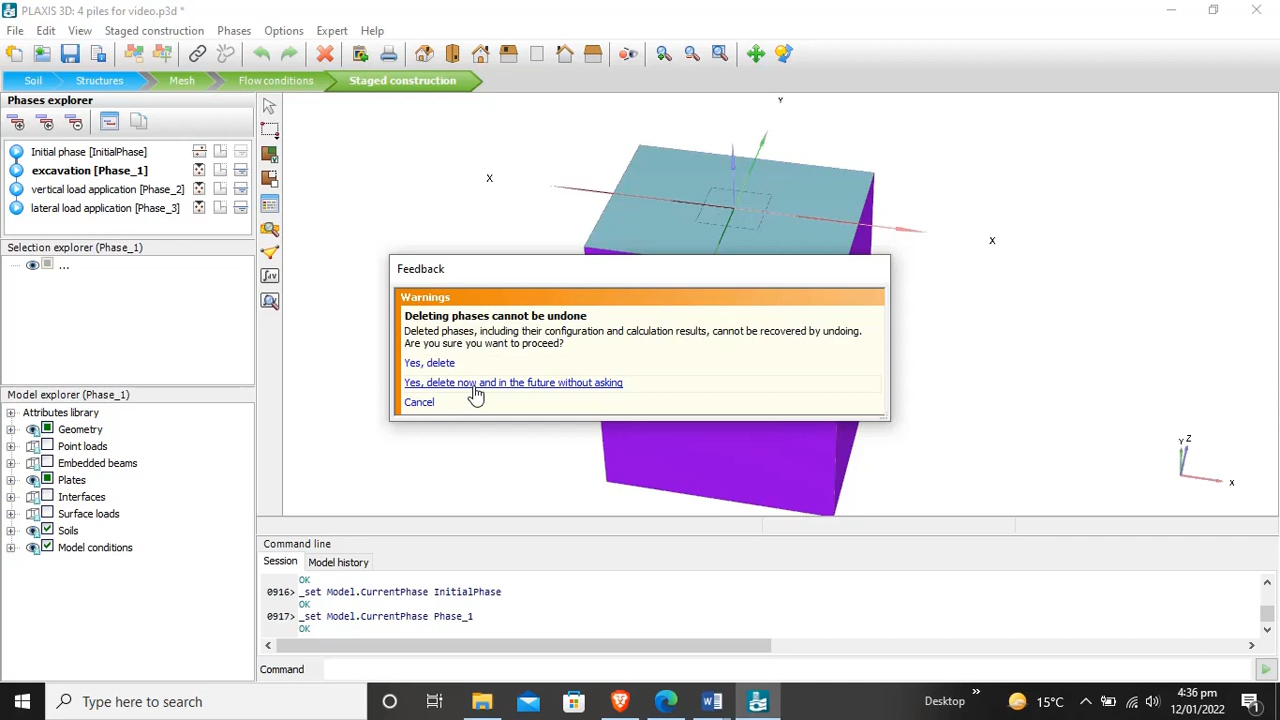 PLAXIS 3D: 4 piles for video.p3d *
File Edit View Staged construction Phases Options Expert Help
Soil Structures Mesh Flow conditions Staged construction
Phases explorer
Initial phase [InitialPhase]
excavation [Phase_1]
vertical load application [Phase_2]
lateral load application [Phase_3]
Selection explorer (Phase_1)
...
Model explorer (Phase_1)
Attributes library
Geometry
Point loads
Embedded beams
Plates
Interfaces
Surface loads
Soils
Model conditions
Y
X
X
Feedback
Warnings
Deleting phases cannot be undone
Deleted phases, including their configuration and calculation results, cannot be recovered by undoing.
Are you sure you want to proceed?
Yes, delete
Yes, delete now and in the future without asking
Cancel
Y Z
X
Command line
Session Model history
OK
0916> _set Model.CurrentPhase InitialPhase
OK
0917> _set Model.CurrentPhase Phase_1
OK
Command
Type here to search
Desktop
15°C
4:36 pm
12/01/2022
1